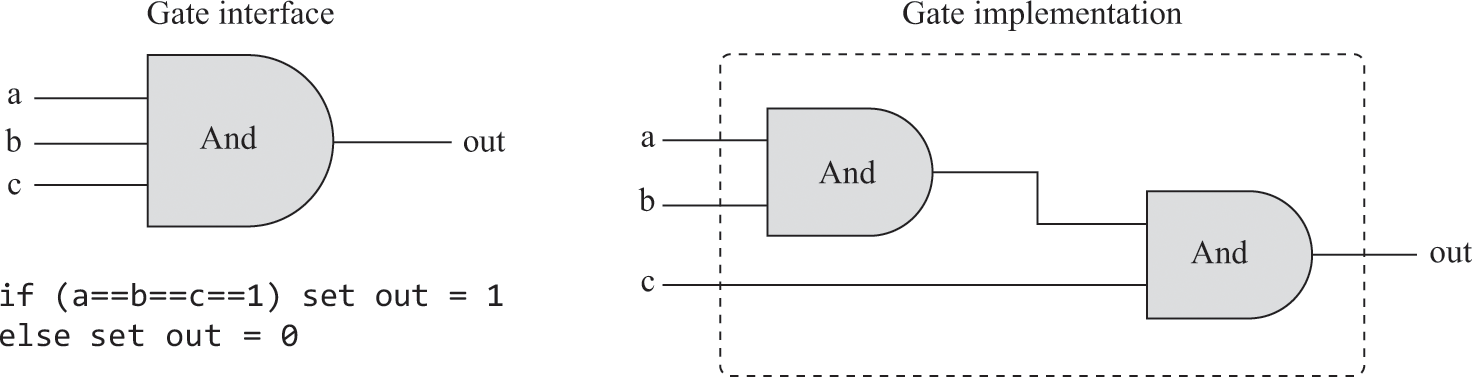 Gate interface
a
b
c
And
out
if (a==b==c==1) set out = 1
else set out = 0
Gate implementation
a
b
c
And
And
out